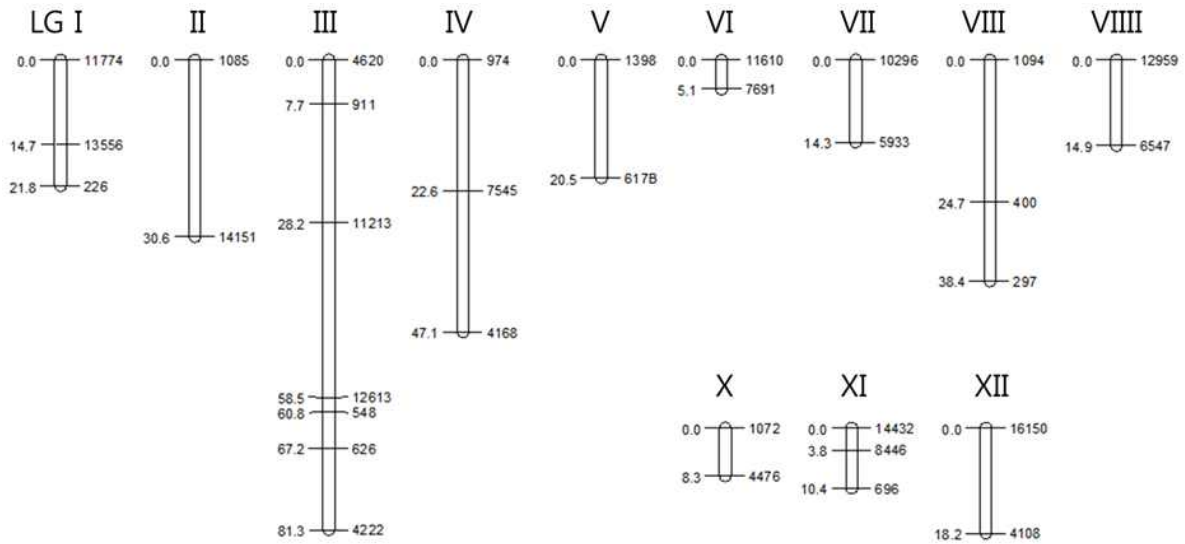 LG I II III IV V VI VII VIII VIIII
0.0 11774 0.0 1085 0.0 4620 0.0 974 0.0 1398 0.0 11610 0.0 10296 0.0 1094 0.0 12959
5.1 7691
7.7 911
14.7 13556 14.3 5933 14.9 6547
20.5 6178
21.8 226 22.6 7545
24.7 400
28.2 11213
30.6 14151
38.4 297
47.1 4168
X XI XII
58.5 12613
60.8 548
0.0 1072 0.0 14432 0.0 16150
67.2 626 3.8 8446
8.3 4476
10.4 696
81.3 4222 18.2 4108